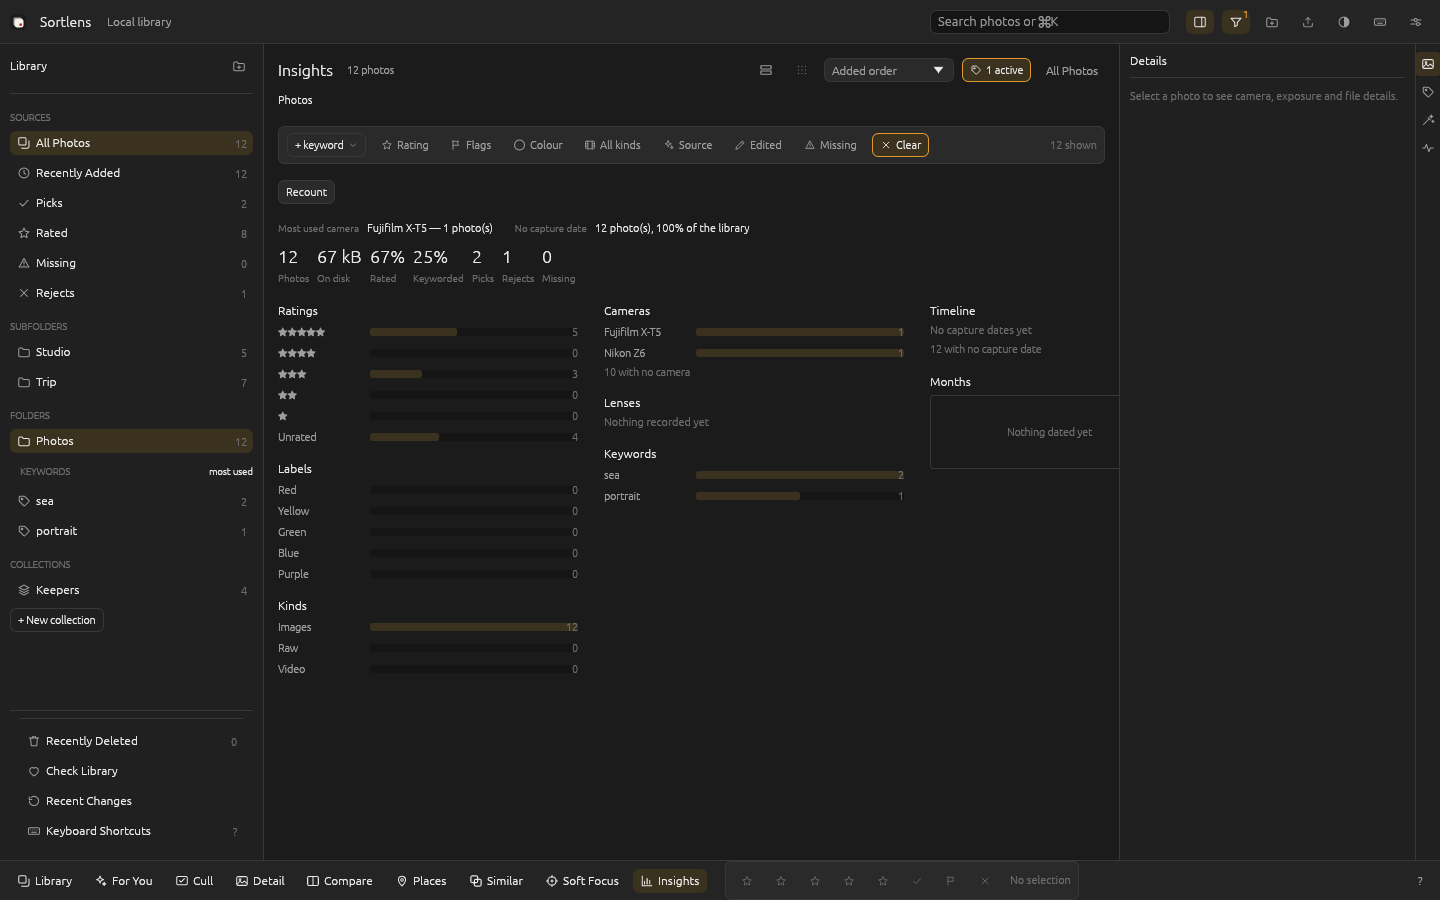 Sortlens Local library
Search photos or ⌘K
1
Library
SOURCES
All Photos 12
Recently Added 12
Picks 2
Rated 8
Missing 0
Rejects 1
SUBFOLDERS
Studio 5
Trip 7
FOLDERS
Photos 12
KEYWORDS most used
sea 2
portrait 1
COLLECTIONS
Keepers 4
+ New collection
Recently Deleted 0
Check Library
Recent Changes
Keyboard Shortcuts ?
Insights 12 photos
Added order
1 active
All Photos
Photos
+ keyword Rating Flags Colour All kinds Source Edited Missing Clear 12 shown
Recount
Most used camera Fujifilm X-T5 — 1 photo(s) No capture date 12 photo(s), 100% of the library
12 67 kB 67% 25% 2 1 0
Photos On disk Rated Keyworded Picks Rejects Missing
Ratings
★★★★★ 5
★★★★ 0
★★★ 3
★★ 0
★ 0
Unrated 4
Labels
Red 0
Yellow 0
Green 0
Blue 0
Purple 0
Kinds
Images 12
Raw 0
Video 0
Cameras
Fujifilm X-T5 1
Nikon Z6 1
10 with no camera
Lenses
Nothing recorded yet
Keywords
sea 2
portrait 1
Timeline
No capture dates yet
12 with no capture date
Months
Nothing dated yet
Details
Select a photo to see camera, exposure and file details.
Library For You Cull Detail Compare Places Similar Soft Focus Insights No selection ?